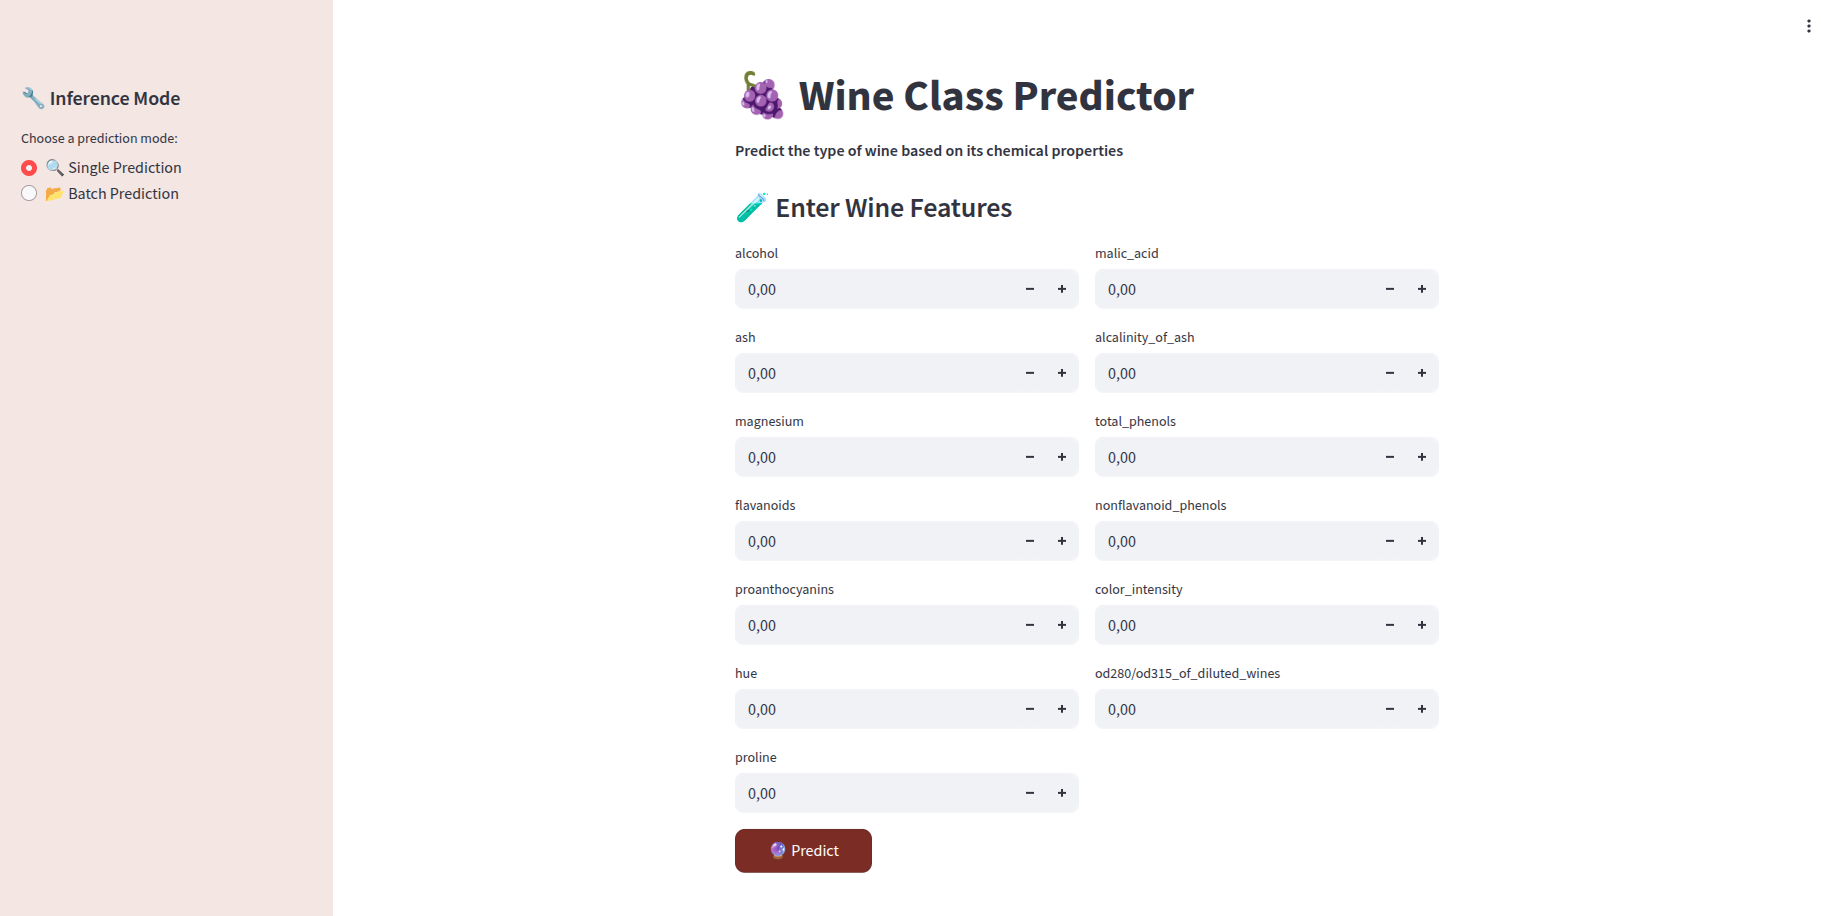 🔧 Inference Mode
Choose a prediction mode:
🔍 Single Prediction
📂 Batch Prediction
🍇 Wine Class Predictor
Predict the type of wine based on its chemical properties
🧪 Enter Wine Features
alcohol
0,00
malic_acid
0,00
ash
0,00
alcalinity_of_ash
0,00
magnesium
0,00
total_phenols
0,00
flavanoids
0,00
nonflavanoid_phenols
0,00
proanthocyanins
0,00
color_intensity
0,00
hue
0,00
od280/od315_of_diluted_wines
0,00
proline
0,00
🔮 Predict